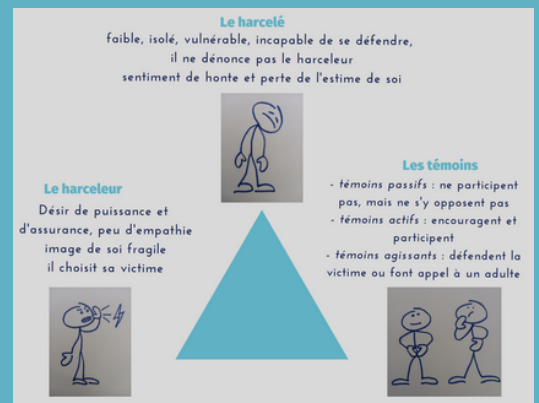 Le harcelé
faible, isolé, vulnérable, incapable de se défendre,
il ne dénonce pas le harceleur
sentiment de honte et perte de l'estime de soi
Le harceleur
Désir de puissance et
d'assurance, peu d'empathie
image de soi fragile
il choisit sa victime
Les témoins
- témoins passifs : ne participent
pas, mais ne s'y opposent pas
- témoins actifs : encouragent et
participent
- témoins agissants : défendent la
victime ou font appel à un adulte